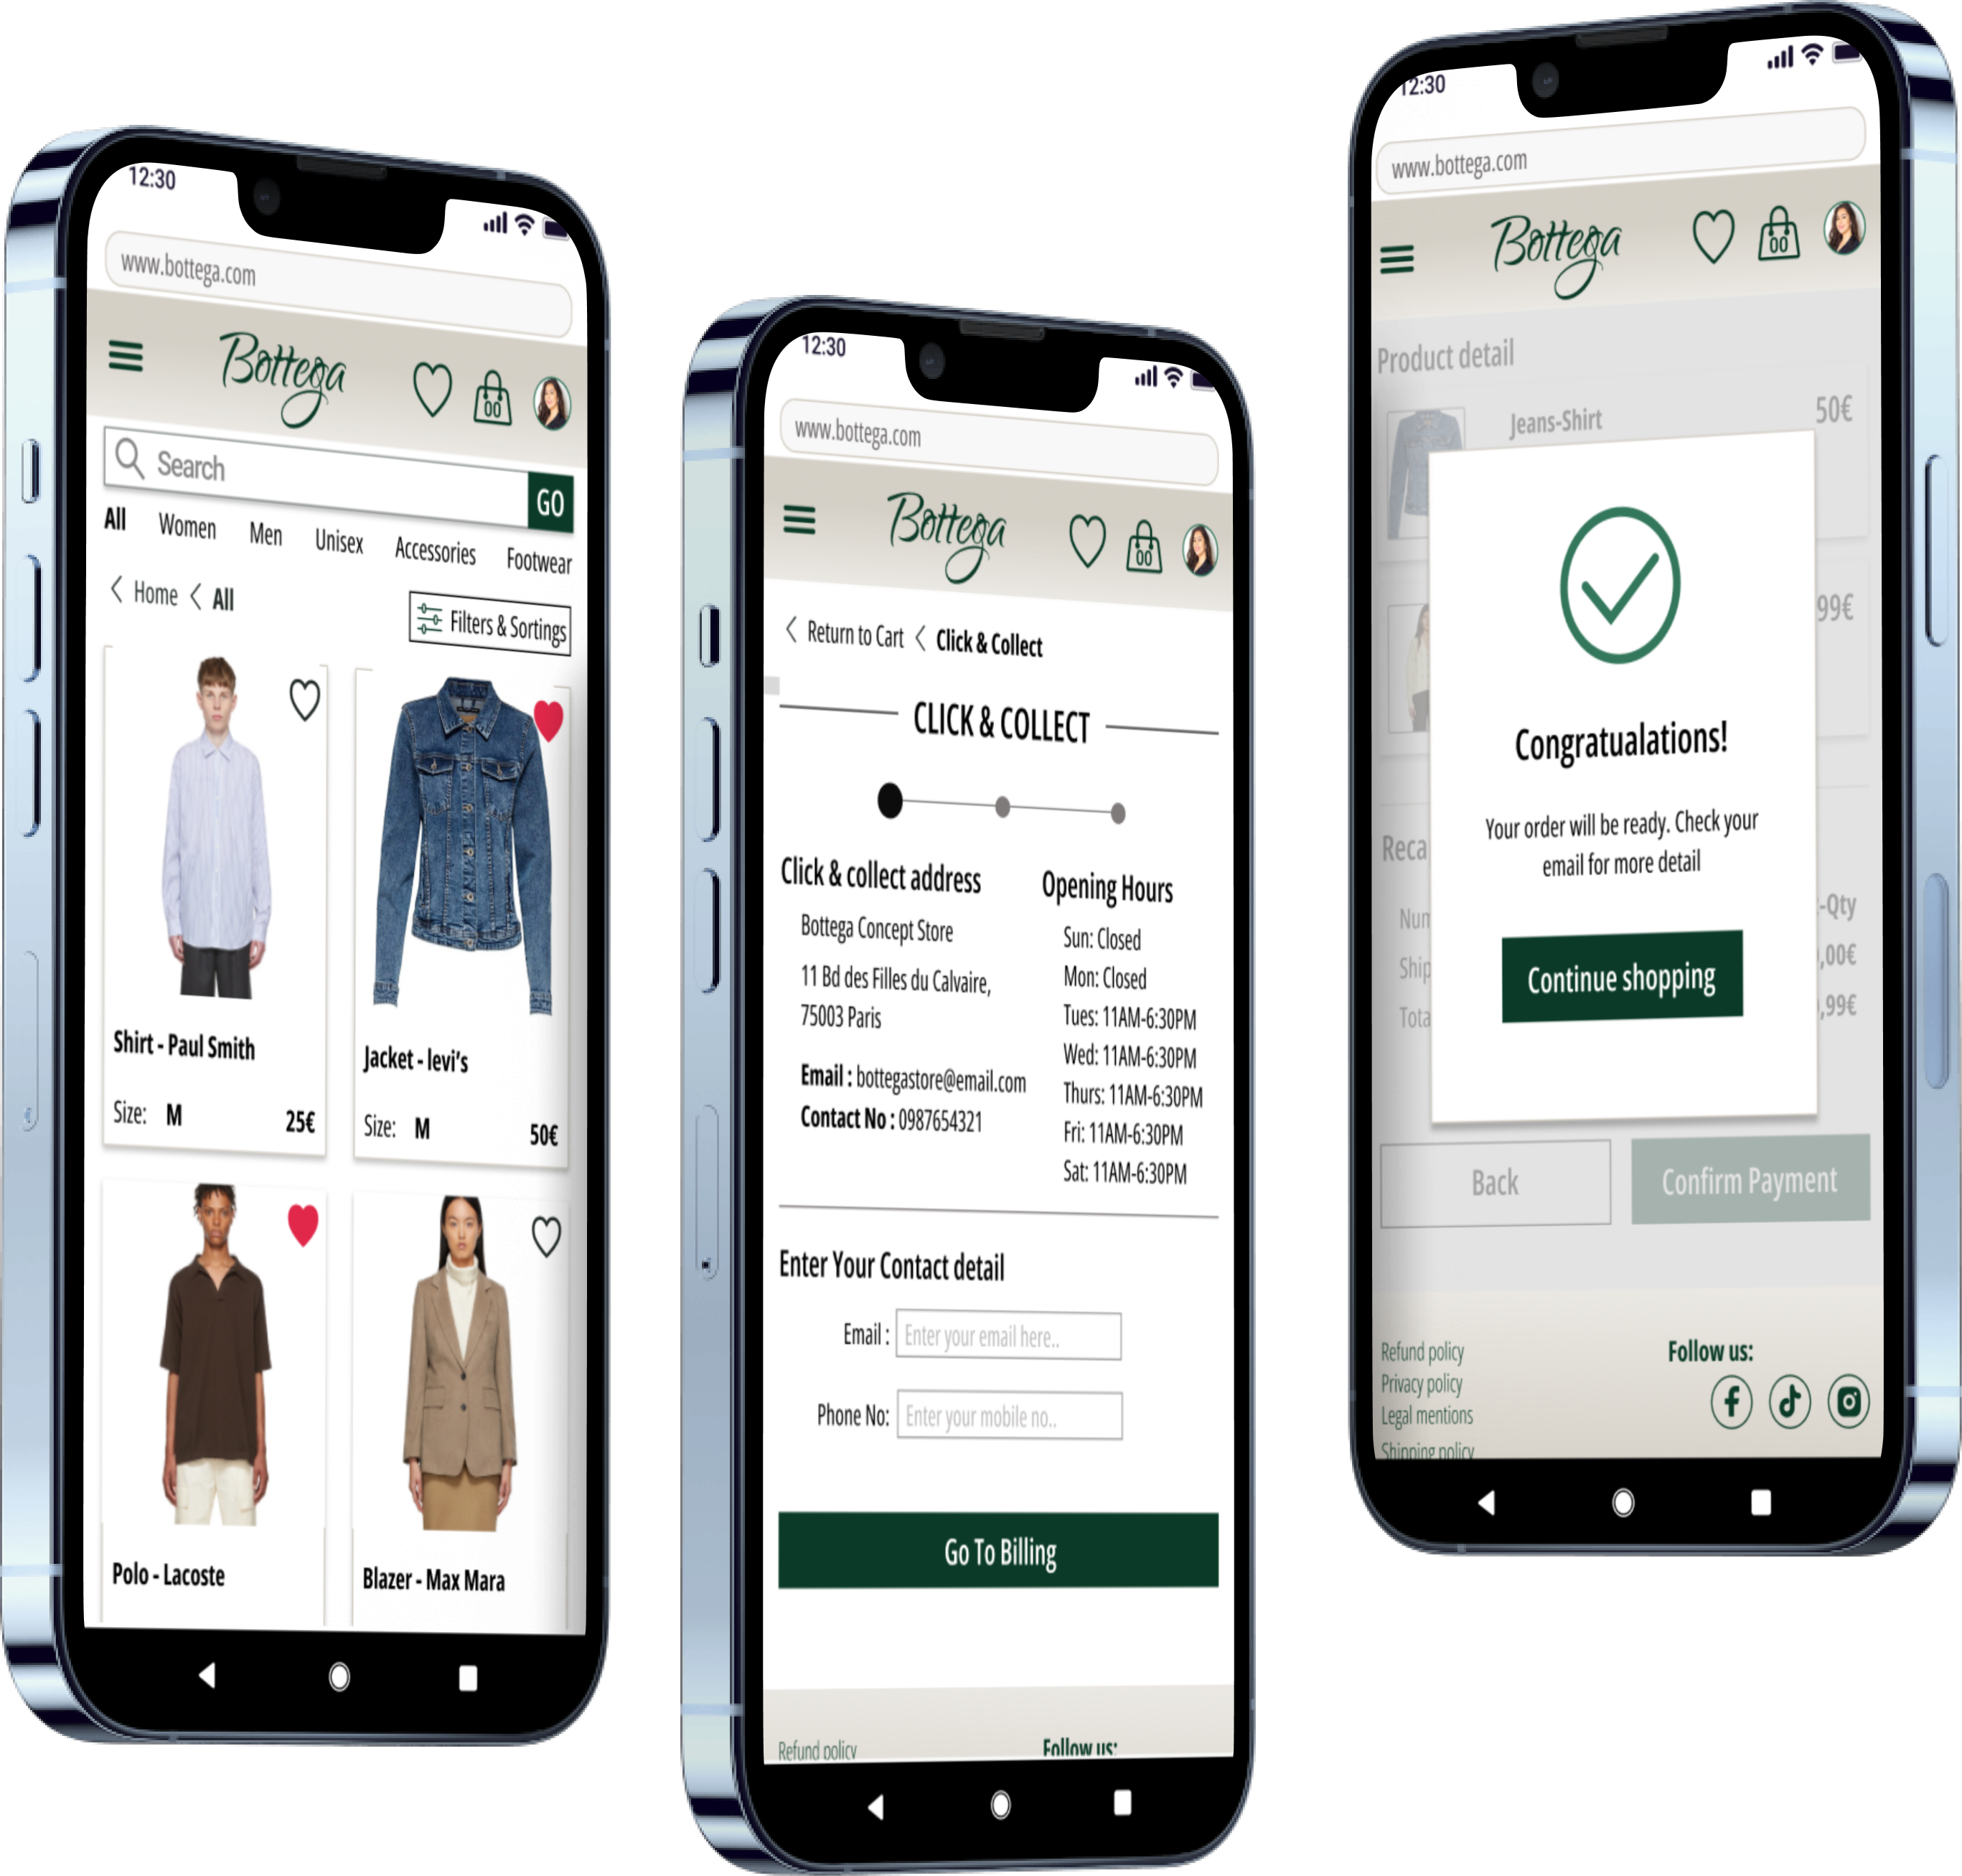 12:30
www.bottega.com
Bottega
00
Search
GO
All Women Men Unisex Accessories Footwear
Home All
Filters & Sortings
Shirt - Paul Smith
Size: M 25€
Jacket - levi's
Size: M 50€
Polo - Lacoste
Blazer - Max Mara
12:30
www.bottega.com
Bottega
00
Return to Cart Click & Collect
CLICK & COLLECT
Click & collect address
Bottega Concept Store
11 Bd des Filles du Calvaire,
75003 Paris
Email : bottegastore@email.com
Contact No : 0987654321
Opening Hours
Sun: Closed
Mon: Closed
Tues: 11AM-6:30PM
Wed: 11AM-6:30PM
Thurs: 11AM-6:30PM
Fri: 11AM-6:30PM
Sat: 11AM-6:30PM
Enter Your Contact detail
Email : Enter your email here..
Phone No: Enter your mobile no..
Go To Billing
Refund policy
Follow us:
12:30
www.bottega.com
Bottega
00
Product detail
Jeans-Shirt 50€
99€
Congratualations!
Your order will be ready. Check your
email for more detail
Continue shopping
Reca
Num
-Qty
Ship
,00€
Tota
,99€
Back
Confirm Payment
Refund policy
Privacy policy
Legal mentions
Shipping policy
Follow us: